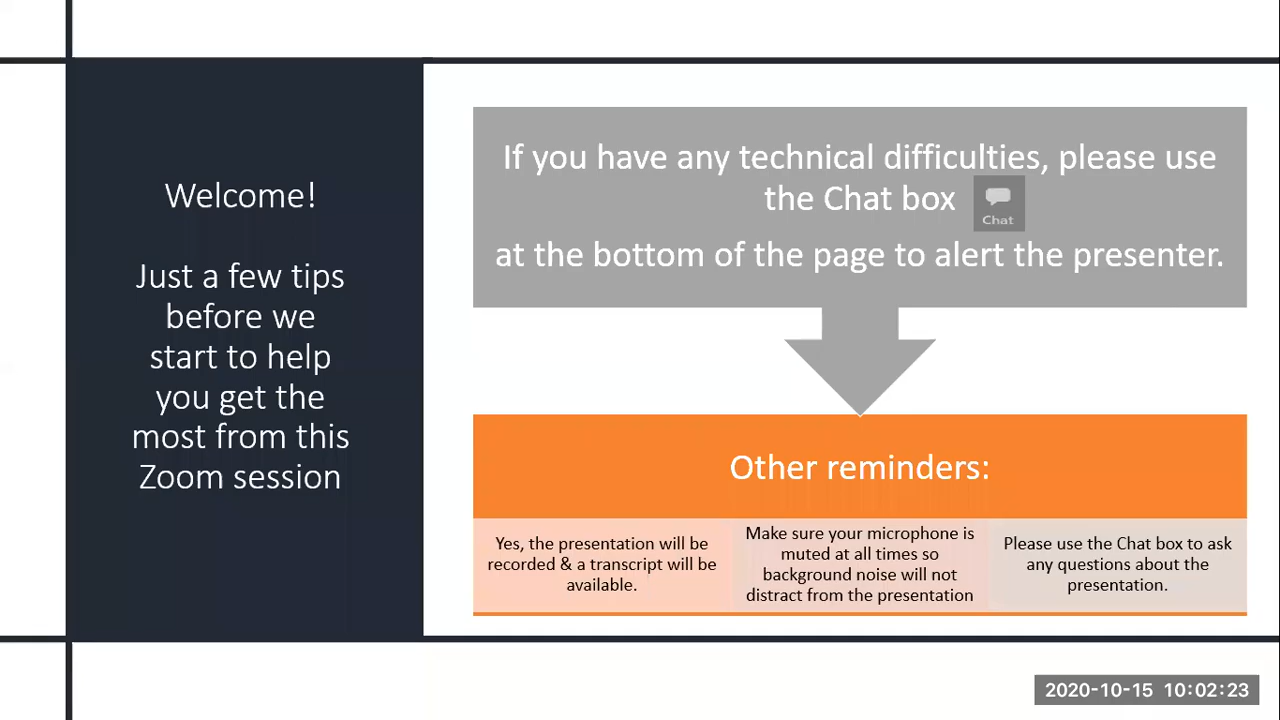 Welcome!
Just a few tips
before we
start to help
you get the
most from this
Zoom session
If you have any technical difficulties, please use
the Chat box
Chat
at the bottom of the page to alert the presenter.
Other reminders:
Yes, the presentation will be
recorded & a transcript will be
available.
Make sure your microphone is
muted at all times so
background noise will not
distract from the presentation
Please use the Chat box to ask
any questions about the
presentation.
2020-10-15 10:02:23